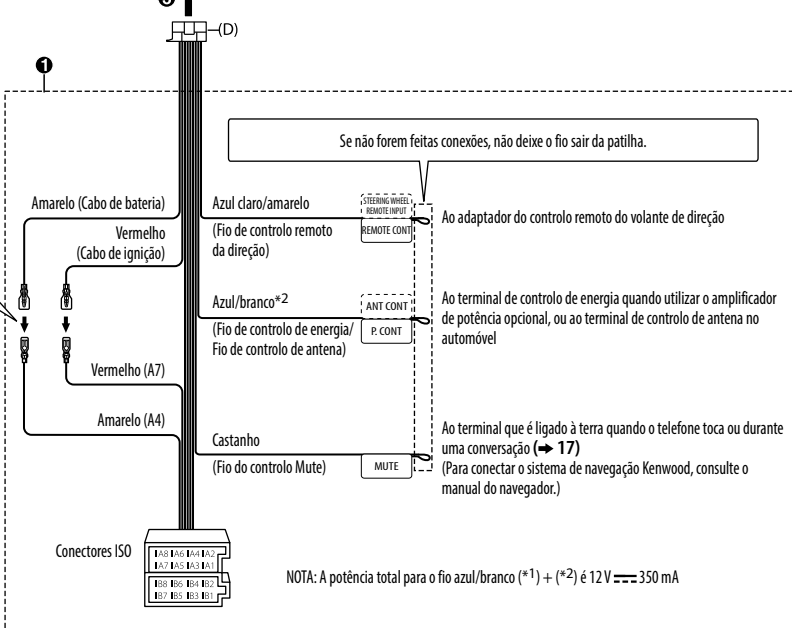 (D)
❶
Se não forem feitas conexões, não deixe o fio sair da patilha.
Amarelo (Cabo de bateria)
Vermelho
(Cabo de ignição)
Azul claro/amarelo
(Fio de controlo remoto
da direção)
STEERING WHEEL
REMOTE INPUT
REMOTE CONT
Ao adaptador do controlo remoto do volante de direção
Azul/branco*2
(Fio de controlo de energia/
Fio de controlo de antena)
ANT CONT
P. CONT
Ao terminal de controlo de energia quando utilizar o amplificador
de potência opcional, ou ao terminal de controlo de antena no
automóvel
Vermelho (A7)
Amarelo (A4)
Castanho
(Fio do controlo Mute)
MUTE
Ao terminal que é ligado à terra quando o telefone toca ou durante
uma conversação (➡ 17)
(Para conectar o sistema de navegação Kenwood, consulte o
manual do navegador.)
Conectores ISO
A8 A6 A4 A2
A7 A5 A3 A1
B8 B6 B4 B2
B7 B5 B3 B1
NOTA: A potência total para o fio azul/branco (*1) + (*2) é 12 V ⎓ 350 mA